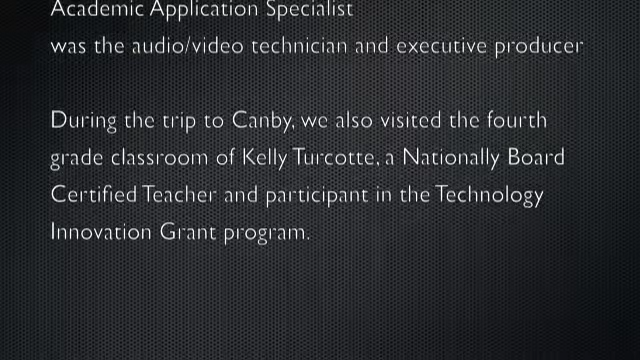 Academic Application Specialist
was the audio/video technician and executive producer
During the trip to Canby, we also visited the fourth
grade classroom of Kelly Turcotte, a Nationally Board
Certified Teacher and participant in the Technology
Innovation Grant program.